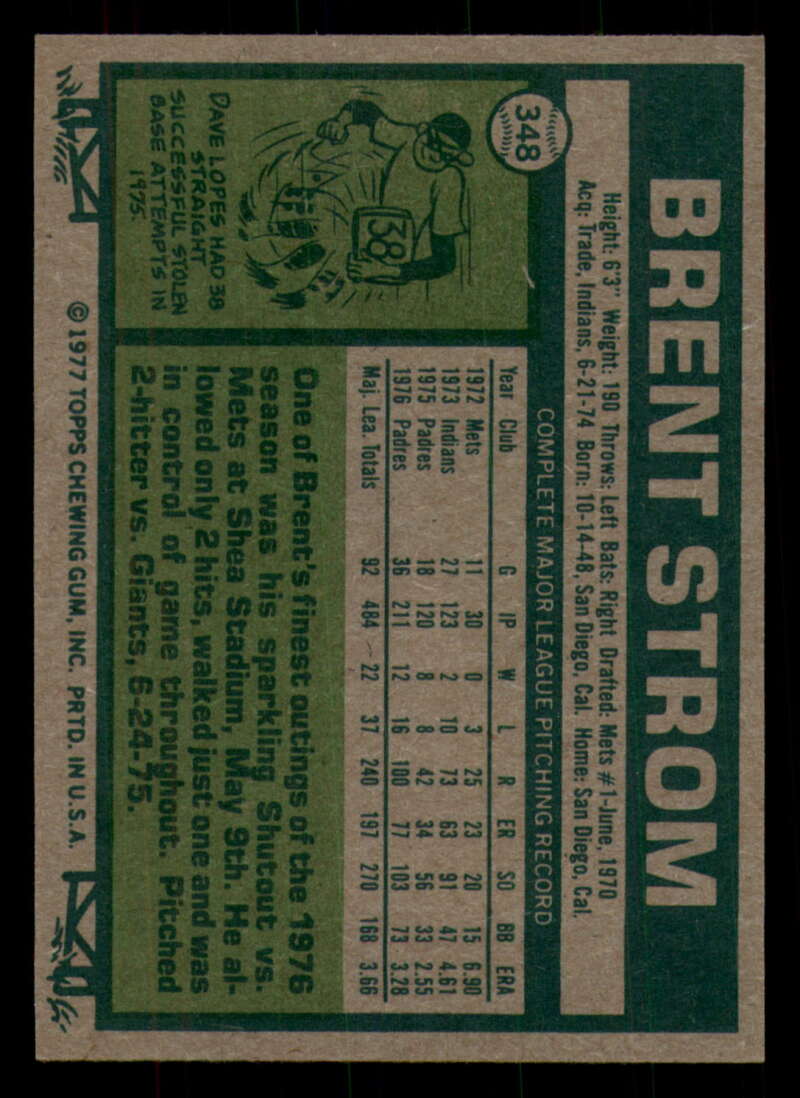 348
BRENT STROM
Height: 6'3" Weight: 190 Throws: Left Bats: Right Drafted: Mets #1-June, 1970
Acq: Trade, Indians, 6-21-74 Born: 10-14-48, San Diego, Cal. Home: San Diego, Cal.
COMPLETE MAJOR LEAGUE PITCHING RECORD
Year Club G IP W L R ER SO BB ERA
1972 Mets 11 30 0 3 25 23 20 15 6.90
1973 Indians 27 123 2 10 73 63 91 47 4.61
1975 Padres 18 120 8 8 42 34 56 33 2.55
1976 Padres 36 211 12 16 100 77 103 73 3.28
Maj. Lea. Totals 92 484 22 37 240 197 270 168 3.66
38
DAVE LOPES HAD 38
STRAIGHT
SUCCESSFUL STOLEN
BASE ATTEMPTS IN
1975.
One of Brent's finest outings of the 1976
season was his sparkling Shutout vs.
Mets at Shea Stadium, May 9th. He al-
lowed only 2 hits, walked just one and was
in control of game throughout. Pitched
2-hitter vs. Giants, 6-24-75.
© 1977 TOPPS CHEWING GUM, INC. PRTD. IN U.S.A.